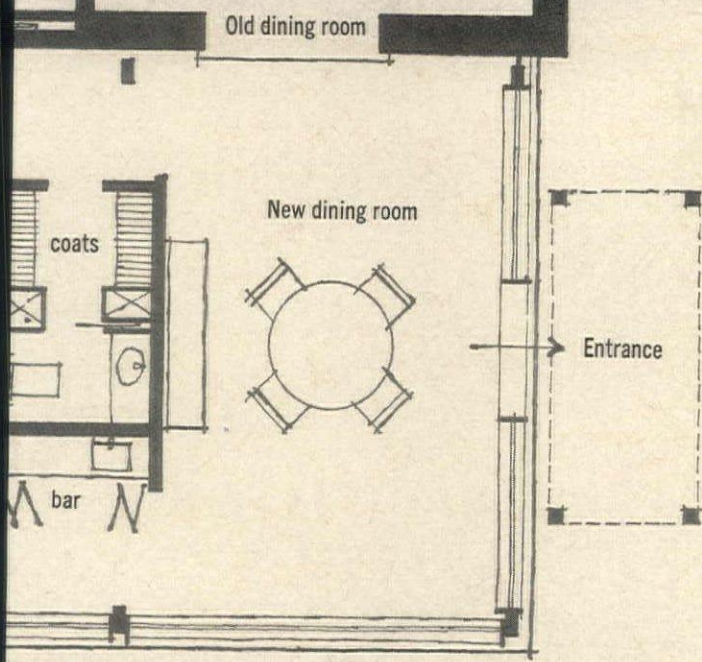 Old dining room
New dining room
coats
Entrance
bar